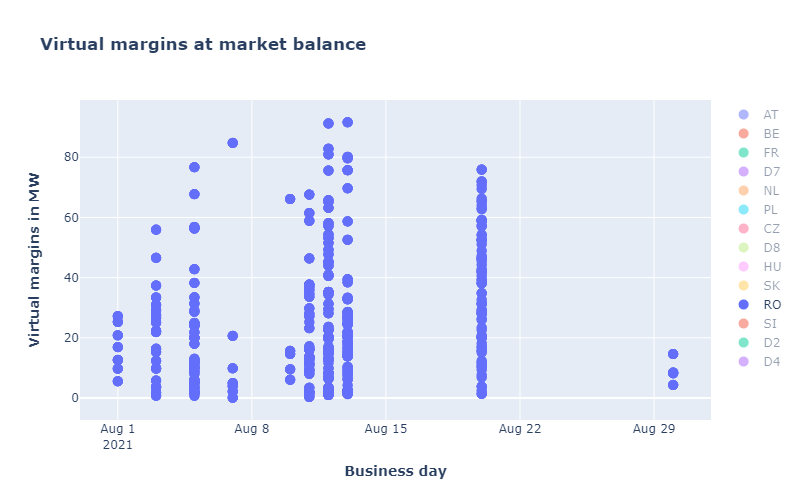 Virtual margins at market balance
Virtual margins in MW
80
60
40
20
0
Aug 1
2021
Aug 8
Aug 15
Aug 22
Aug 29
Business day
AT
BE
FR
D7
NL
PL
CZ
D8
HU
SK
RO
SI
D2
D4